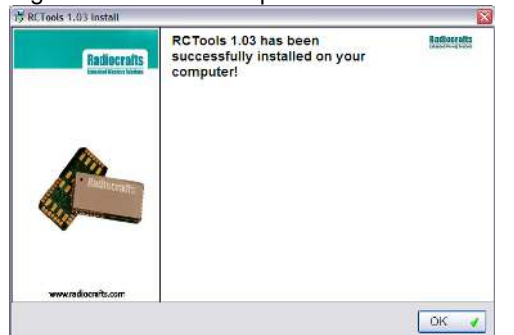 RCTools 1.03 Install
Radiocrafts
RCTools 1.03 has been
successfully installed on your
computer!
Radiocrafts
Radiocrafts
www.radiocrafts.com
OK